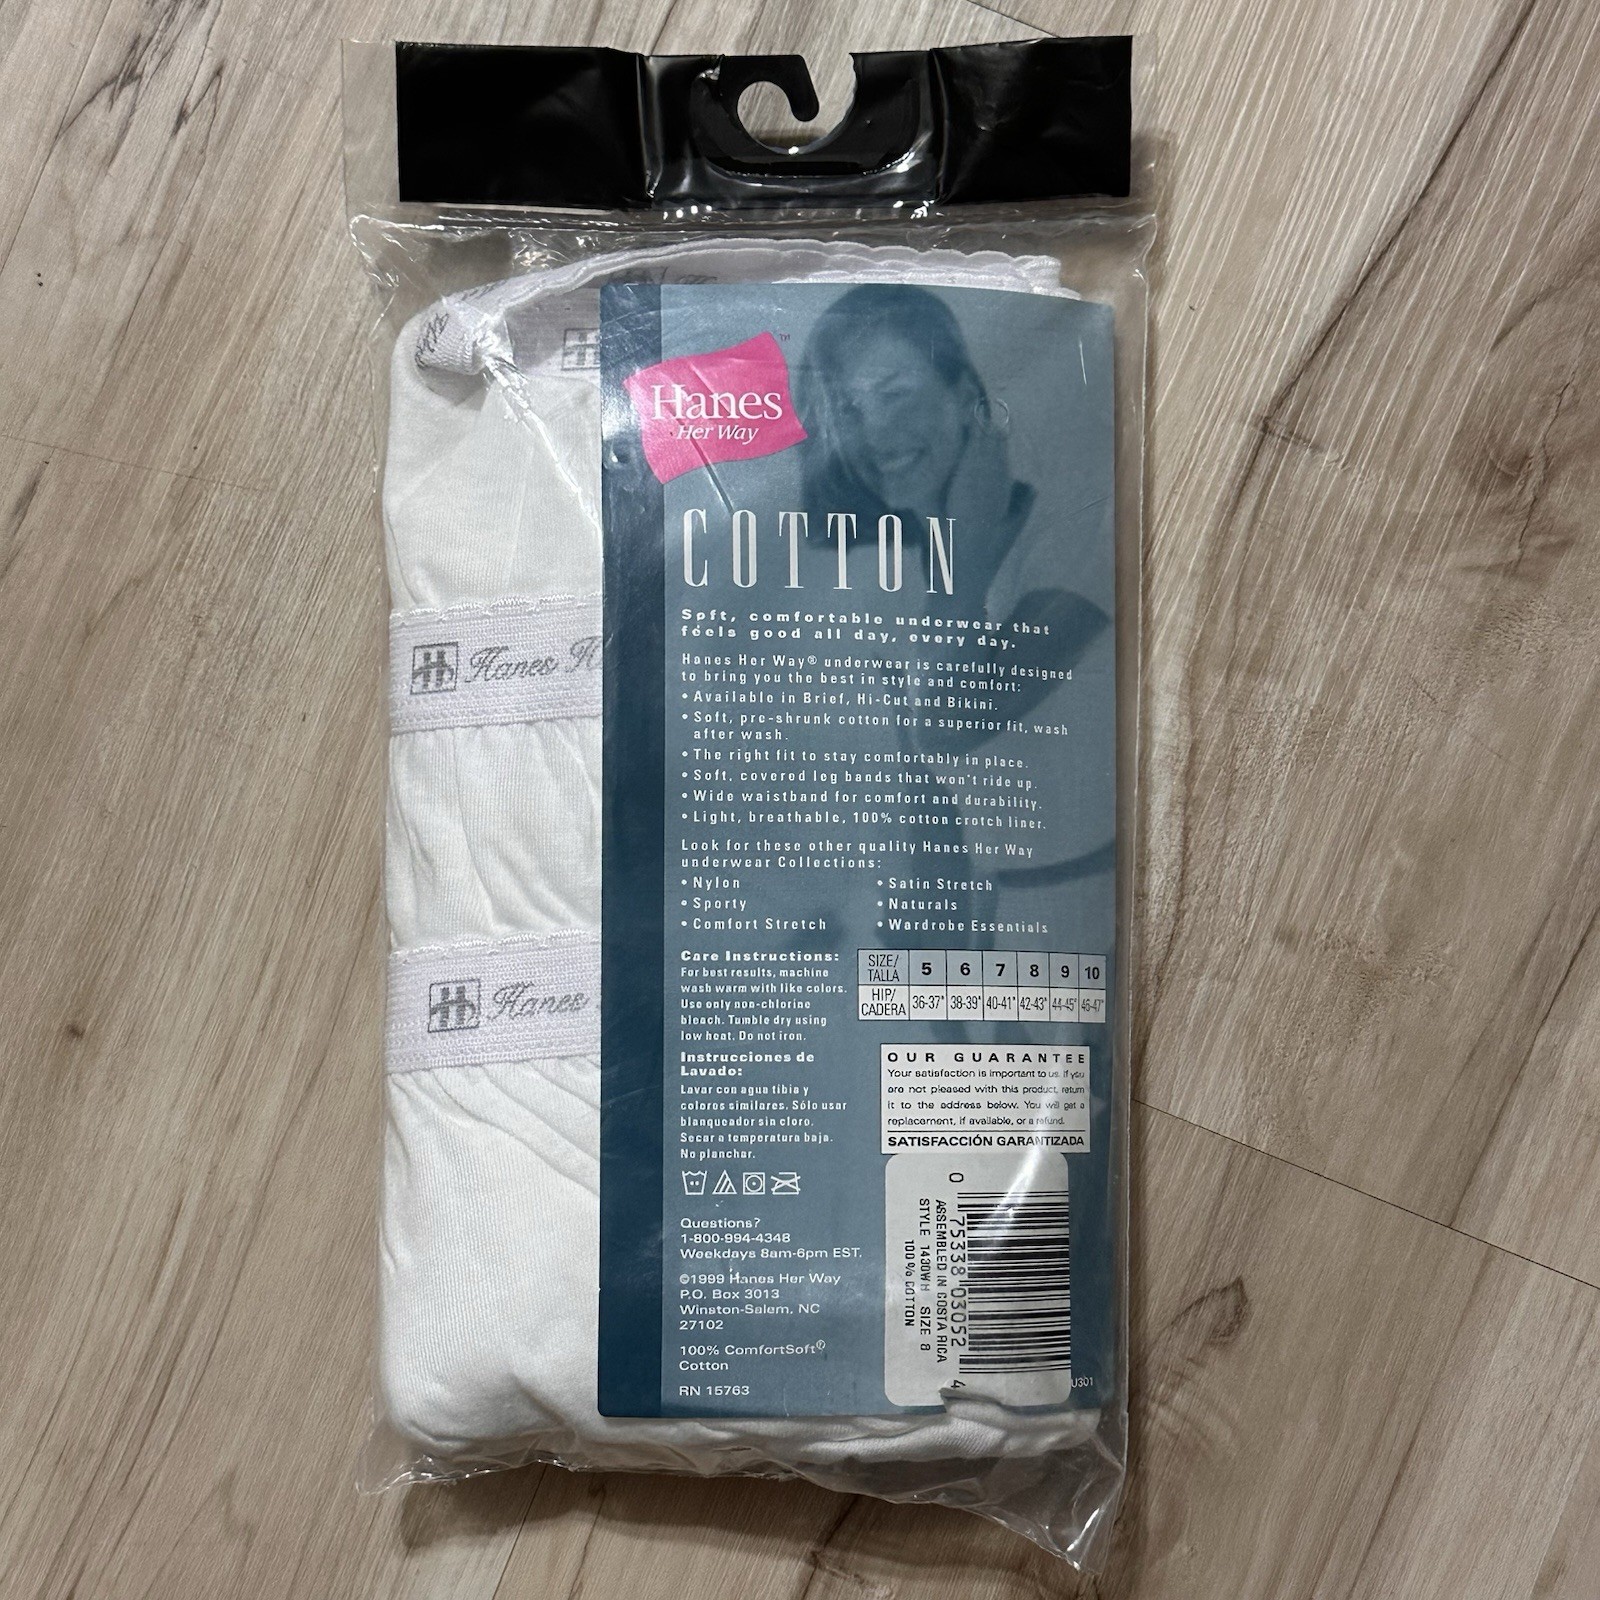 Hanes
Her Way
™
Hanes H
Hanes
COTTON
Soft, comfortable underwear that
feels good all day, every day.
Hanes Her Way® underwear is carefully designed
to bring you the best in style and comfort:
• Available in Brief, Hi-Cut and Bikini.
• Soft, pre-shrunk cotton for a superior fit, wash
after wash.
• The right fit to stay comfortably in place.
• Soft, covered leg bands that won't ride up.
• Wide waistband for comfort and durability.
• Light, breathable, 100% cotton crotch liner.
Look for these other quality Hanes Her Way
underwear Collections:
• Nylon
• Sporty
• Comfort Stretch
• Satin Stretch
• Naturals
• Wardrobe Essentials
Care Instructions:
For best results, machine
wash warm with like colors.
Use only non-chlorine
bleach. Tumble dry using
low heat. Do not iron.
Instrucciones de
Lavado:
Lavar con agua tibia y
colores similares. Sólo usar
blanqueador sin cloro.
Secar a temperatura baja.
No planchar.
SIZE/ TALLA 5 6 7 8 9 10
HIP/ CADERA 36-37" 38-39" 40-41" 42-43" 44-45" 46-47"
OUR GUARANTEE
Your satisfaction is important to us. If you
are not pleased with this product, return
it to the address below. You will get a
replacement, if available, or a refund.
SATISFACCIÓN GARANTIZADA
Questions?
1-800-994-4348
Weekdays 8am-6pm EST.
©1999 Hanes Her Way
P.O. Box 3013
Winston-Salem, NC
27102
100% ComfortSoft®
Cotton
RN 15763
0 75338 03052 4
ASSEMBLED IN COSTA RICA
STYLE 1430WH SIZE 8
100% COTTON
U301